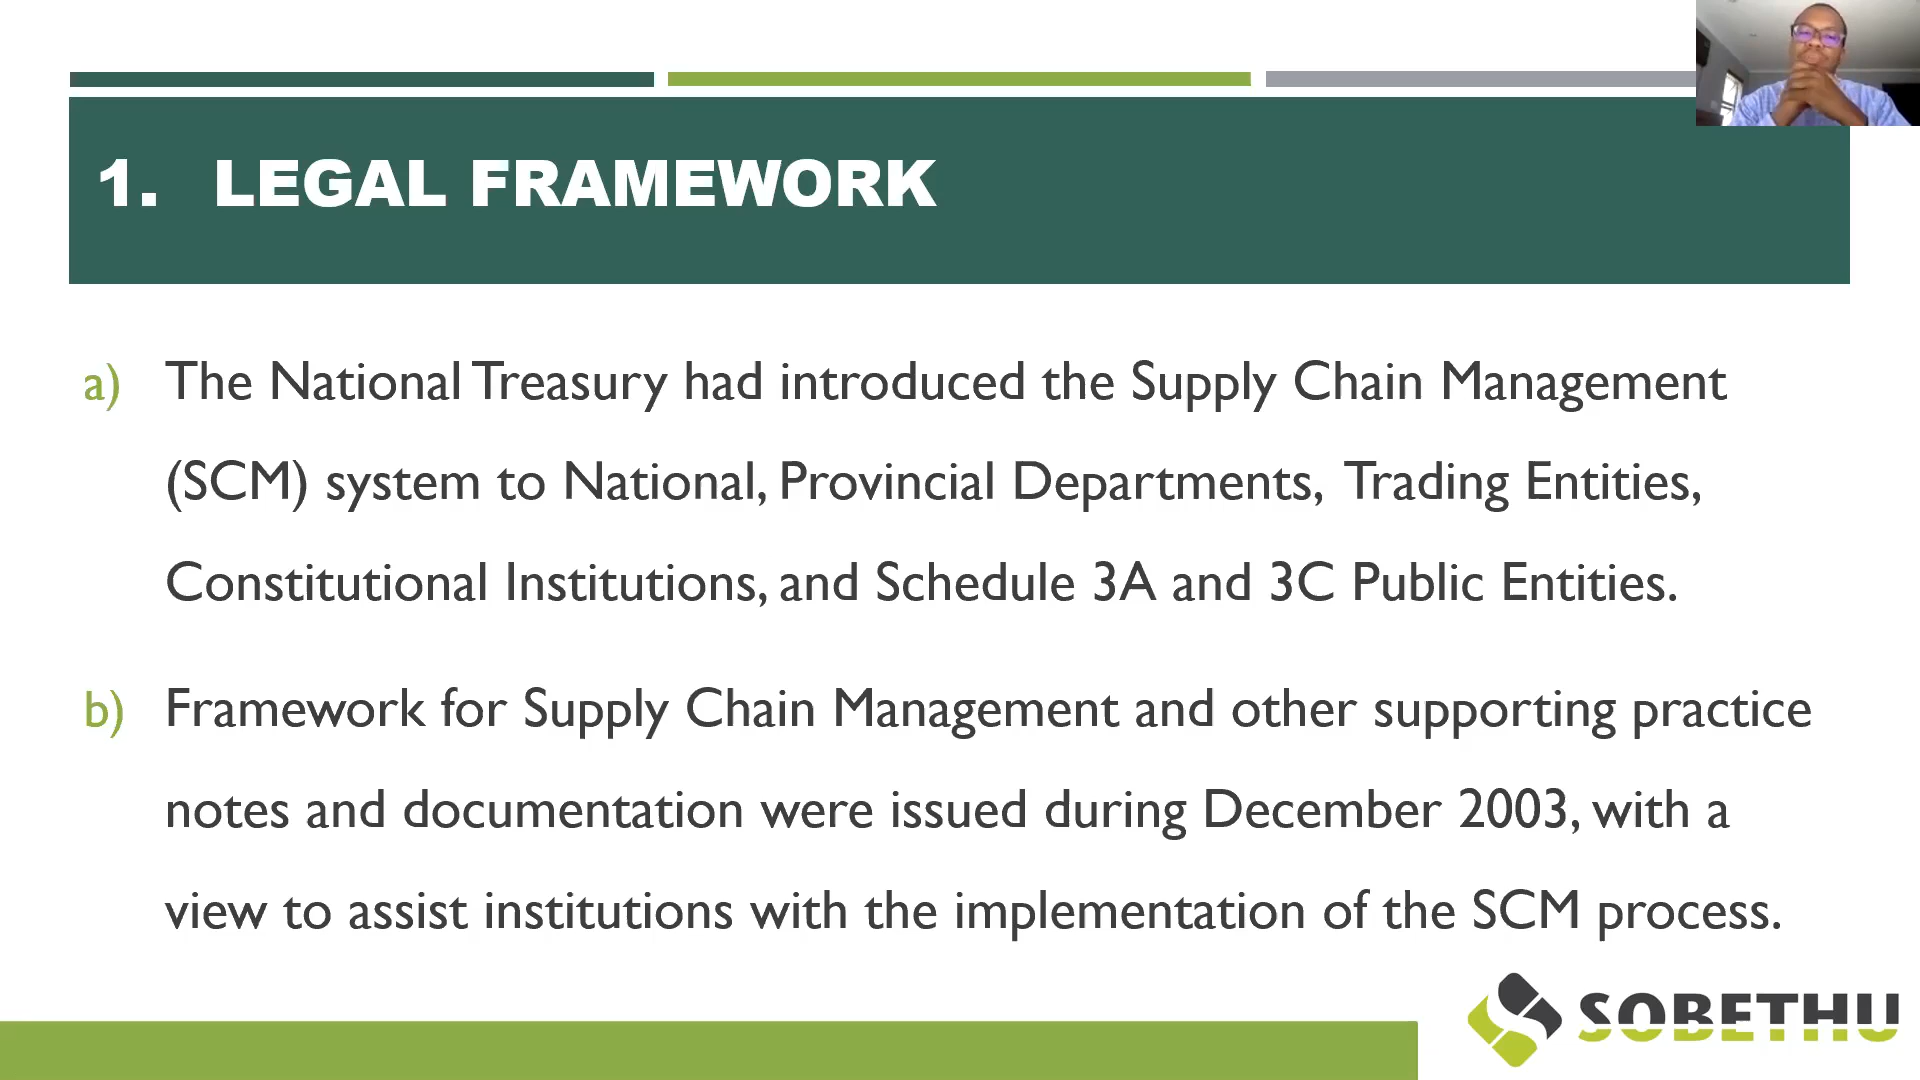 1. LEGAL FRAMEWORK
a) The National Treasury had introduced the Supply Chain Management
(SCM) system to National, Provincial Departments, Trading Entities,
Constitutional Institutions, and Schedule 3A and 3C Public Entities.
b) Framework for Supply Chain Management and other supporting practice
notes and documentation were issued during December 2003, with a
view to assist institutions with the implementation of the SCM process.
SOBETHU